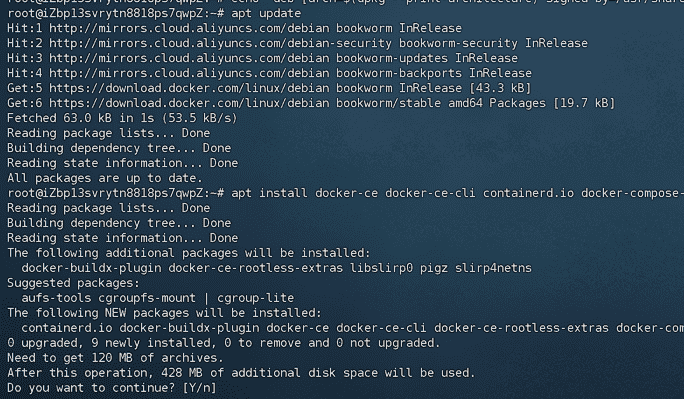 root@iZbp13svrytn8818ps7qwpZ:~# apt update
Hit:1 http://mirrors.cloud.aliyuncs.com/debian bookworm InRelease
Hit:2 http://mirrors.cloud.aliyuncs.com/debian-security bookworm-security InRelease
Hit:3 http://mirrors.cloud.aliyuncs.com/debian bookworm-updates InRelease
Hit:4 http://mirrors.cloud.aliyuncs.com/debian bookworm-backports InRelease
Get:5 https://download.docker.com/linux/debian bookworm InRelease [43.3 kB]
Get:6 https://download.docker.com/linux/debian bookworm/stable amd64 Packages [19.7 kB]
Fetched 63.0 kB in 1s (53.5 kB/s)
Reading package lists... Done
Building dependency tree... Done
Reading state information... Done
All packages are up to date.
root@iZbp13svrytn8818ps7qwpZ:~# apt install docker-ce docker-ce-cli containerd.io docker-compose-
Reading package lists... Done
Building dependency tree... Done
Reading state information... Done
The following additional packages will be installed:
docker-buildx-plugin docker-ce-rootless-extras libslirp0 pigz slirp4netns
Suggested packages:
aufs-tools cgroupfs-mount | cgroup-lite
The following NEW packages will be installed:
containerd.io docker-buildx-plugin docker-ce docker-ce-cli docker-ce-rootless-extras docker-com
0 upgraded, 9 newly installed, 0 to remove and 0 not upgraded.
Need to get 120 MB of archives.
After this operation, 428 MB of additional disk space will be used.
Do you want to continue? [Y/n]